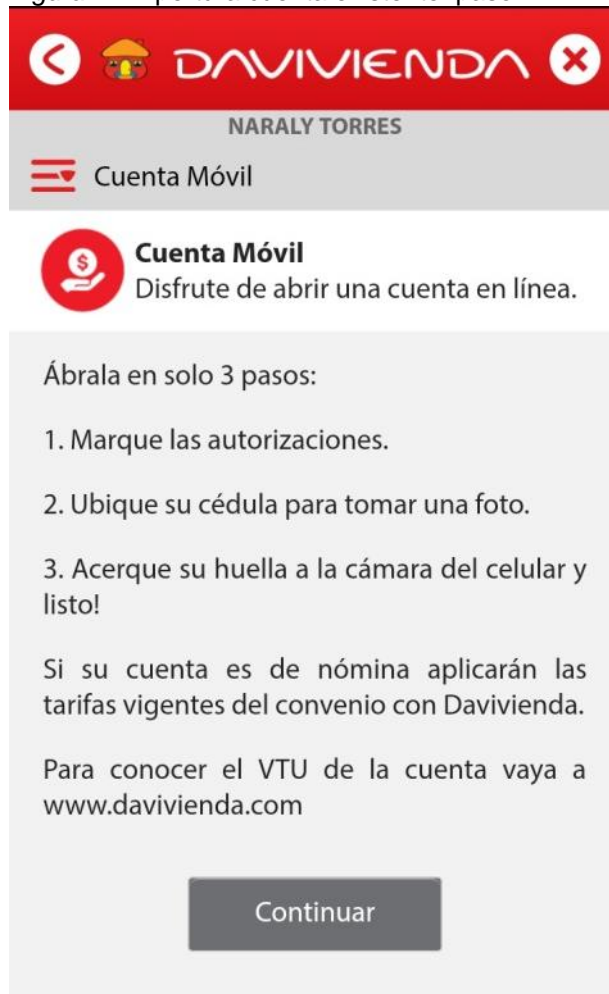 DAVIVIENDA
NARALY TORRES
Cuenta Móvil
Cuenta Móvil
Disfrute de abrir una cuenta en línea.
Ábrala en solo 3 pasos:
1. Marque las autorizaciones.
2. Ubique su cédula para tomar una foto.
3. Acerque su huella a la cámara del celular y
listo!
Si su cuenta es de nómina aplicarán las
tarifas vigentes del convenio con Davivienda.
Para conocer el VTU de la cuenta vaya a
www.davivienda.com
Continuar